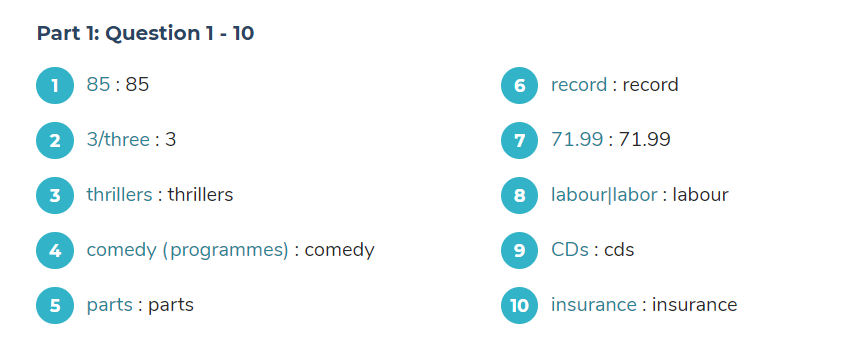 Part 1: Question 1 - 10
1 85 : 85
2 3/three : 3
3 thrillers : thrillers
4 comedy (programmes) : comedy
5 parts : parts
6 record : record
7 71.99 : 71.99
8 labour|labor : labour
9 CDs : cds
10 insurance : insurance